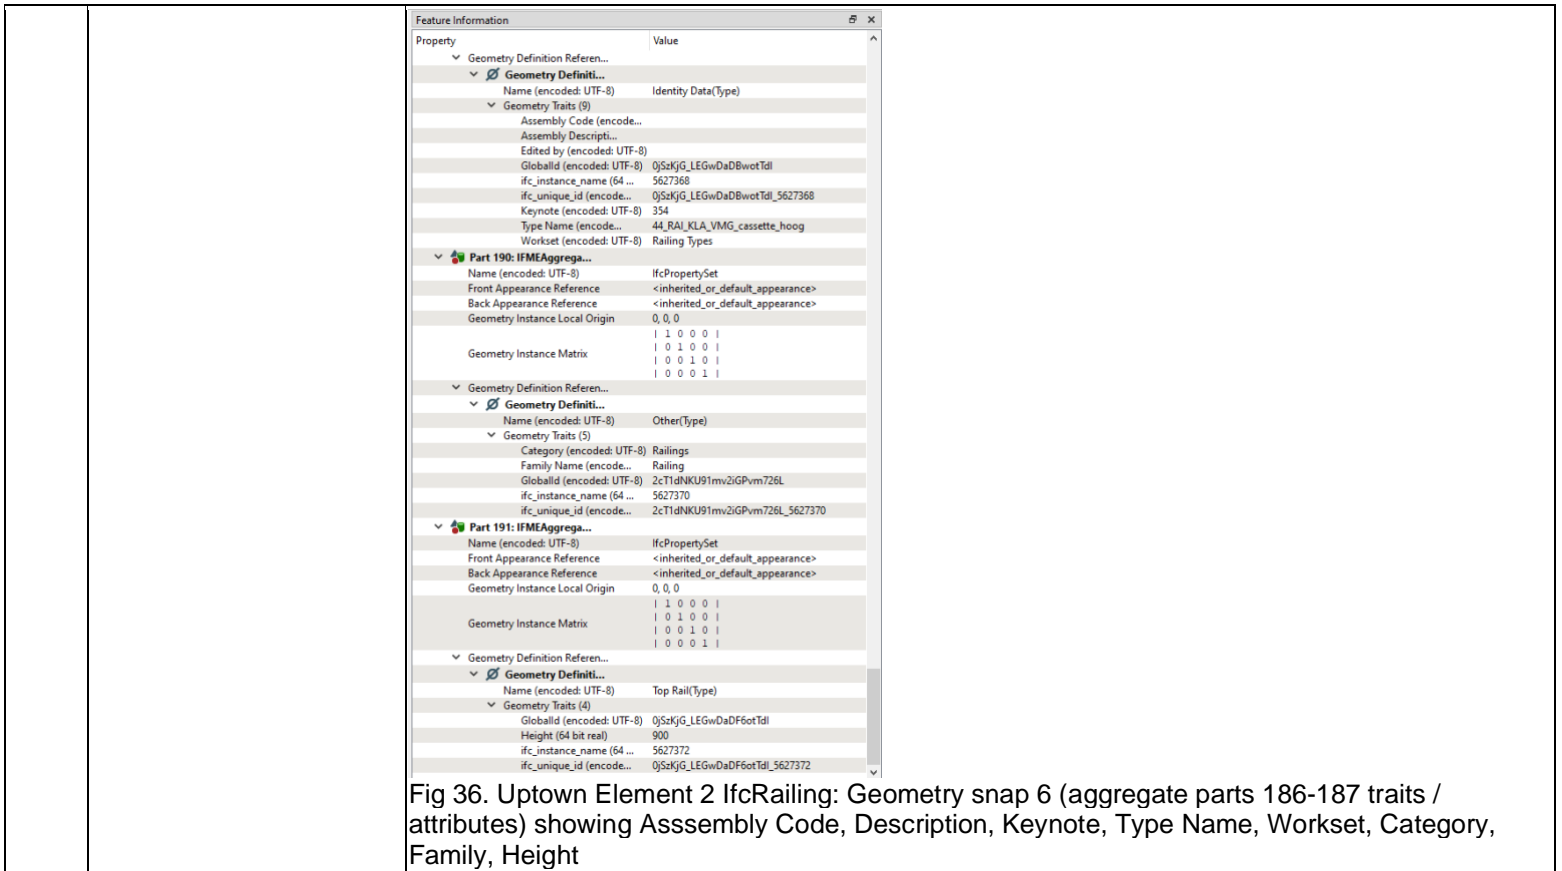 Feature Information
Property Value
Geometry Definition Referen...
Geometry Definiti...
Name (encoded: UTF-8) Identity Data(Type)
Geometry Traits (9)
Assembly Code (encode...
Assembly Descripti...
Edited by (encoded: UTF-8)
GlobalId (encoded: UTF-8) 0jSzKjG_LEGwDaDBwotTdI
ifc_instance_name (64 ... 5627368
ifc_unique_id (encode... 0jSzKjG_LEGwDaDBwotTdI_5627368
Keynote (encoded: UTF-8) 354
Type Name (encode... 44_RAI_KLA_VMG_cassette_hoog
Workset (encoded: UTF-8) Railing Types
Part 190: IFMEAggrega...
Name (encoded: UTF-8) IfcPropertySet
Front Appearance Reference <inherited_or_default_appearance>
Back Appearance Reference <inherited_or_default_appearance>
Geometry Instance Local Origin 0, 0, 0
| 1 0 0 0 |
| 0 1 0 0 |
Geometry Instance Matrix
| 0 0 1 0 |
| 0 0 0 1 |
Geometry Definition Referen...
Geometry Definiti...
Name (encoded: UTF-8) Other(Type)
Geometry Traits (5)
Category (encoded: UTF-8) Railings
Family Name (encode... Railing
GlobalId (encoded: UTF-8) 2cT1dNKU91mv2iGPvm726L
ifc_instance_name (64 ... 5627370
ifc_unique_id (encode... 2cT1dNKU91mv2iGPvm726L_5627370
Part 191: IFMEAggrega...
Name (encoded: UTF-8) IfcPropertySet
Front Appearance Reference <inherited_or_default_appearance>
Back Appearance Reference <inherited_or_default_appearance>
Geometry Instance Local Origin 0, 0, 0
| 1 0 0 0 |
| 0 1 0 0 |
Geometry Instance Matrix
| 0 0 1 0 |
| 0 0 0 1 |
Geometry Definition Referen...
Geometry Definiti...
Name (encoded: UTF-8) Top Rail(Type)
Geometry Traits (4)
GlobalId (encoded: UTF-8) 0jSzKjG_LEGwDaDF6otTdI
Height (64 bit real) 900
ifc_instance_name (64 ... 5627372
ifc_unique_id (encode... 0jSzKjG_LEGwDaDF6otTdI_5627372
Fig 36. Uptown Element 2 IfcRailing: Geometry snap 6 (aggregate parts 186-187 traits /
attributes) showing Asssembly Code, Description, Keynote, Type Name, Workset, Category,
Family, Height